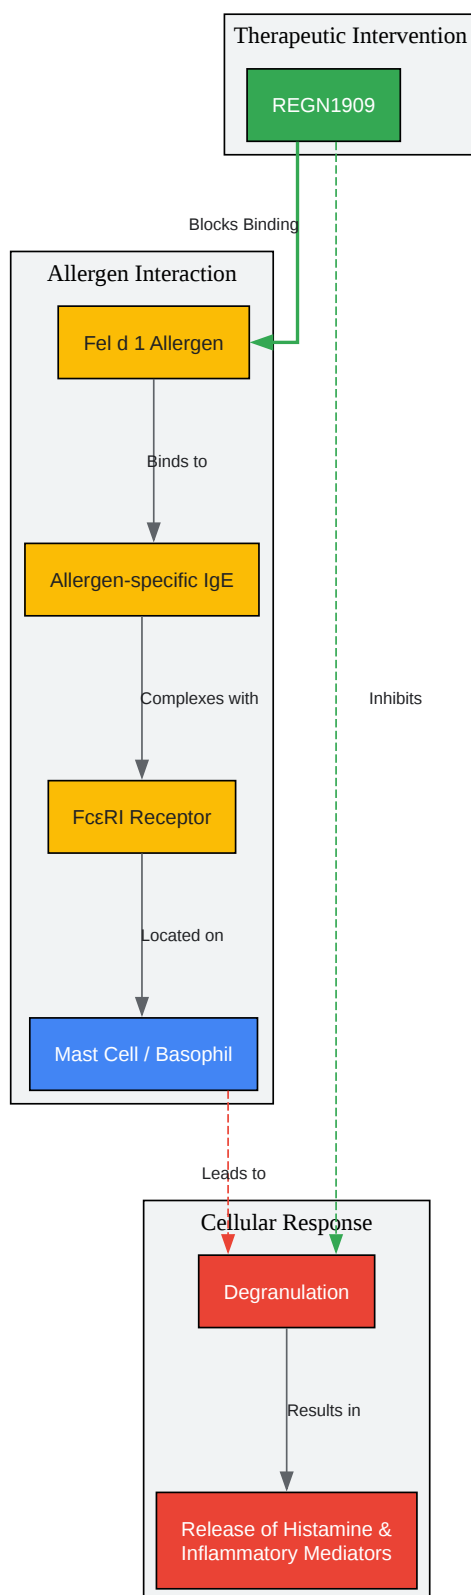 Therapeutic Intervention
REGN1909
Blocks Binding
Allergen Interaction
Fel d 1 Allergen
Binds to
Allergen-specific IgE
Complexes with
Inhibits
FcεRI Receptor
Located on
Mast Cell / Basophil
Leads to
Cellular Response
Degranulation
Results in
Release of Histamine &
Inflammatory Mediators